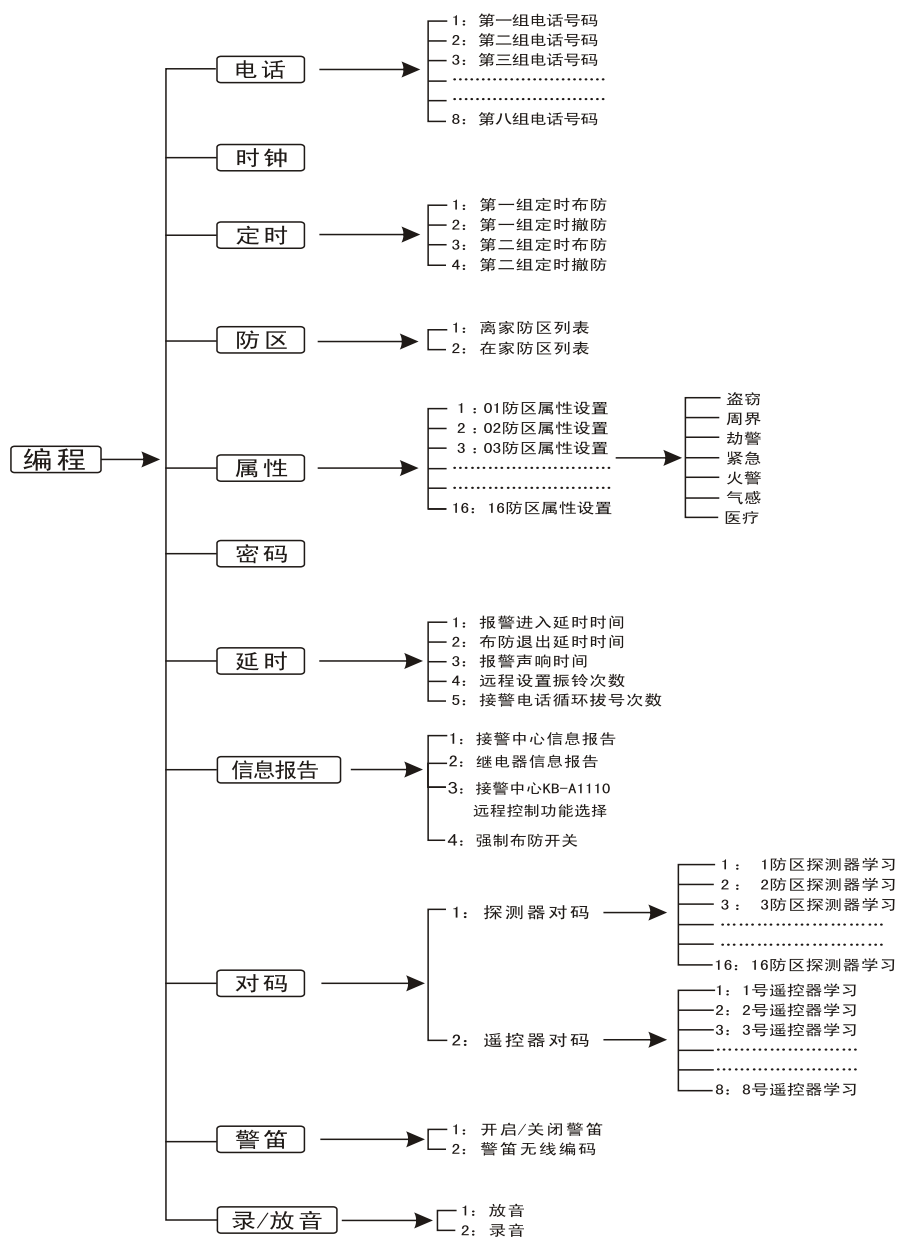 编程
电话
1：第一组电话号码
2：第二组电话号码
3：第三组电话号码
…………………………
…………………………
8：第八组电话号码
时钟
定时
1：第一组定时布防
2：第一组定时撤防
3：第二组定时布防
4：第二组定时撤防
防区
1：离家防区列表
2：在家防区列表
属性
1：01防区属性设置
2：02防区属性设置
3：03防区属性设置
…………………………
…………………………
16：16防区属性设置
盗窃
周界
劫警
紧急
火警
气感
医疗
密码
延时
1：报警进入延时时间
2：布防退出延时时间
3：报警声响时间
4：远程设置振铃次数
5：接警电话循环拔号次数
信息报告
1：接警中心信息报告
2：继电器信息报告
3：接警中心KB-A1110
远程控制功能选择
4：强制布防开关
对码
1：探测器对码
1：1防区探测器学习
2：2防区探测器学习
3：3防区探测器学习
…………………………
…………………………
16：16防区探测器学习
2：遥控器对码
1：1号遥控器学习
2：2号遥控器学习
3：3号遥控器学习
…………………………
…………………………
8：8号遥控器学习
警笛
1：开启/关闭警笛
2：警笛无线编码
录/放音
1：放音
2：录音